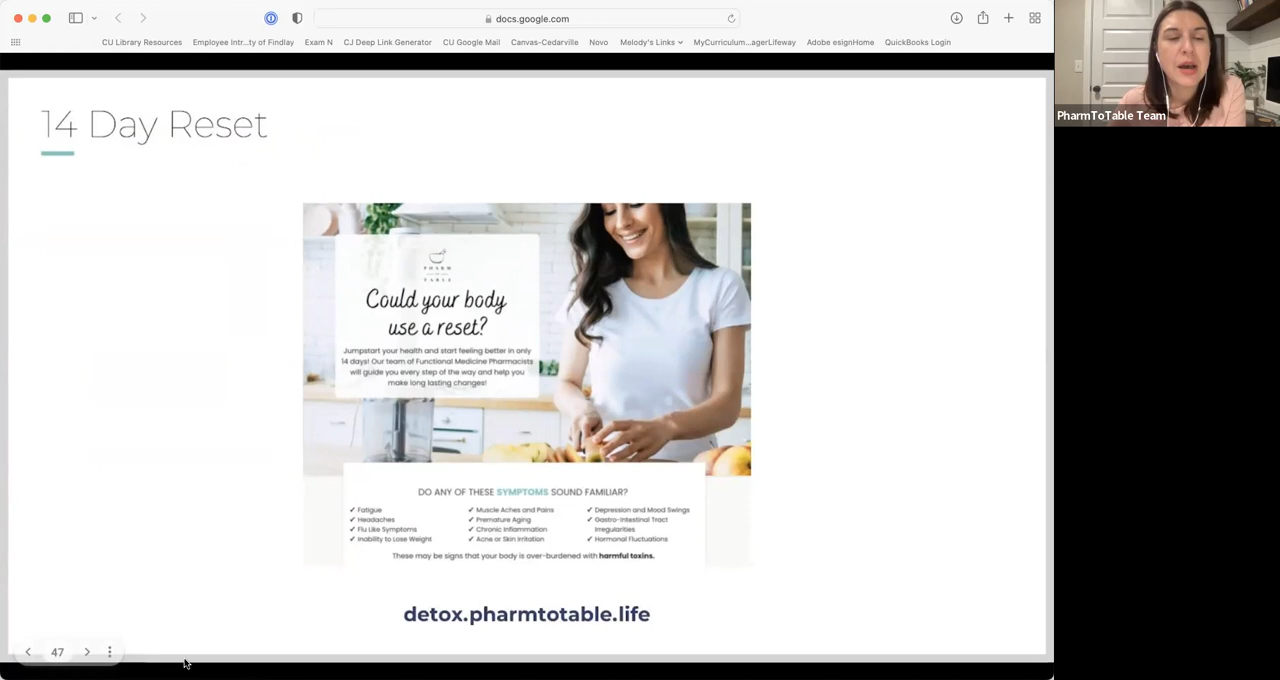 docs.google.com
CU Library Resources
Employee Intr...ty of Findlay
Exam N
CJ Deep Link Generator
CU Google Mail
Canvas-Cedarville
Novo
Melody's Links
MyCurriculum...agerLifeway
Adobe esignHome
QuickBooks Login
PharmToTable Team
14 Day Reset
PHARM
TO
TABLE
Could your body
use a reset?
Jumpstart your health and start feeling better in only
14 days! Our team of Functional Medicine Pharmacists
will guide you every step of the way and help you
make long lasting changes!
DO ANY OF THESE SYMPTOMS SOUND FAMILIAR?
✔ Fatigue
✔ Headaches
✔ Flu Like Symptoms
✔ Inability to Lose Weight
✔ Muscle Aches and Pains
✔ Premature Aging
✔ Chronic Inflammation
✔ Acne or Skin Irritation
✔ Depression and Mood Swings
✔ Gastro-Intestinal Tract
Irregularities
✔ Hormonal Fluctuations
These may be signs that your body is over-burdened with harmful toxins.
detox.pharmtotable.life
47